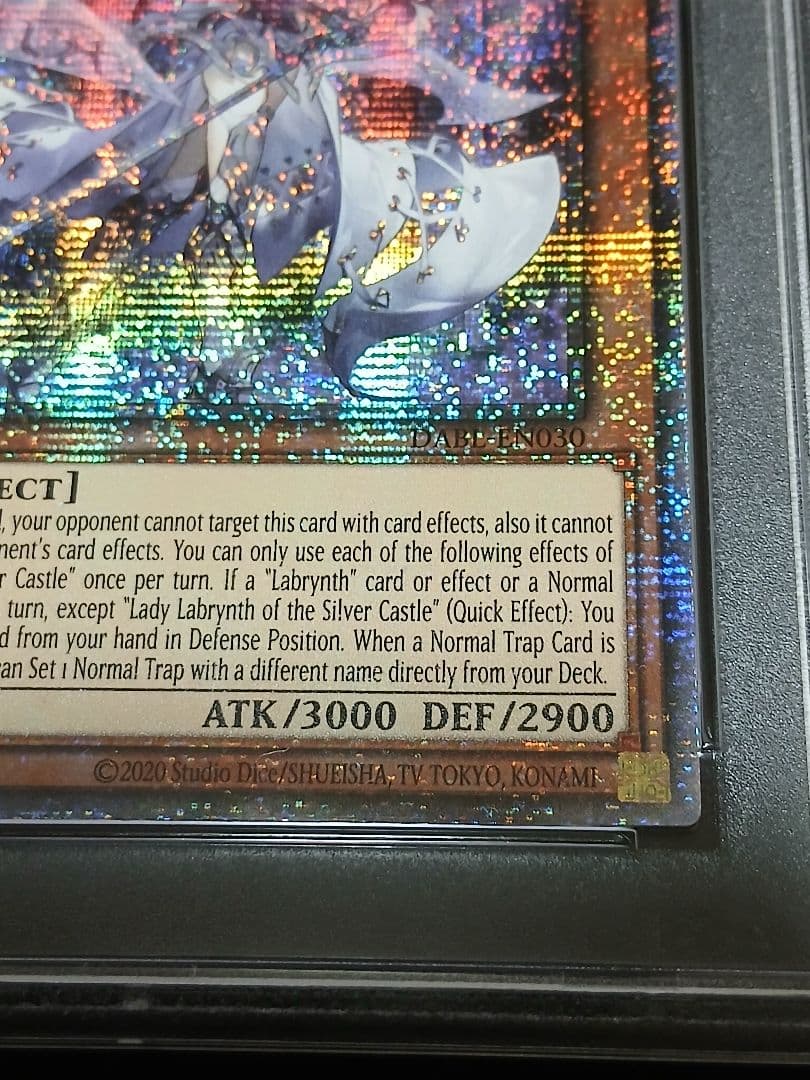 DABL-EN030
ECT]
, your opponent cannot target this card with card effects, also it cannot
nent's card effects. You can only use each of the following effects of
r Castle" once per turn. If a "Labrynth" card or effect or a Normal
turn, except "Lady Labrynth of the Silver Castle" (Quick Effect): You
d from your hand in Defense Position. When a Normal Trap Card is
an Set 1 Normal Trap with a different name directly from your Deck.
ATK/3000 DEF/2900
©2020 Studio Dice/SHUEISHA, TV TOKYO, KONAMI